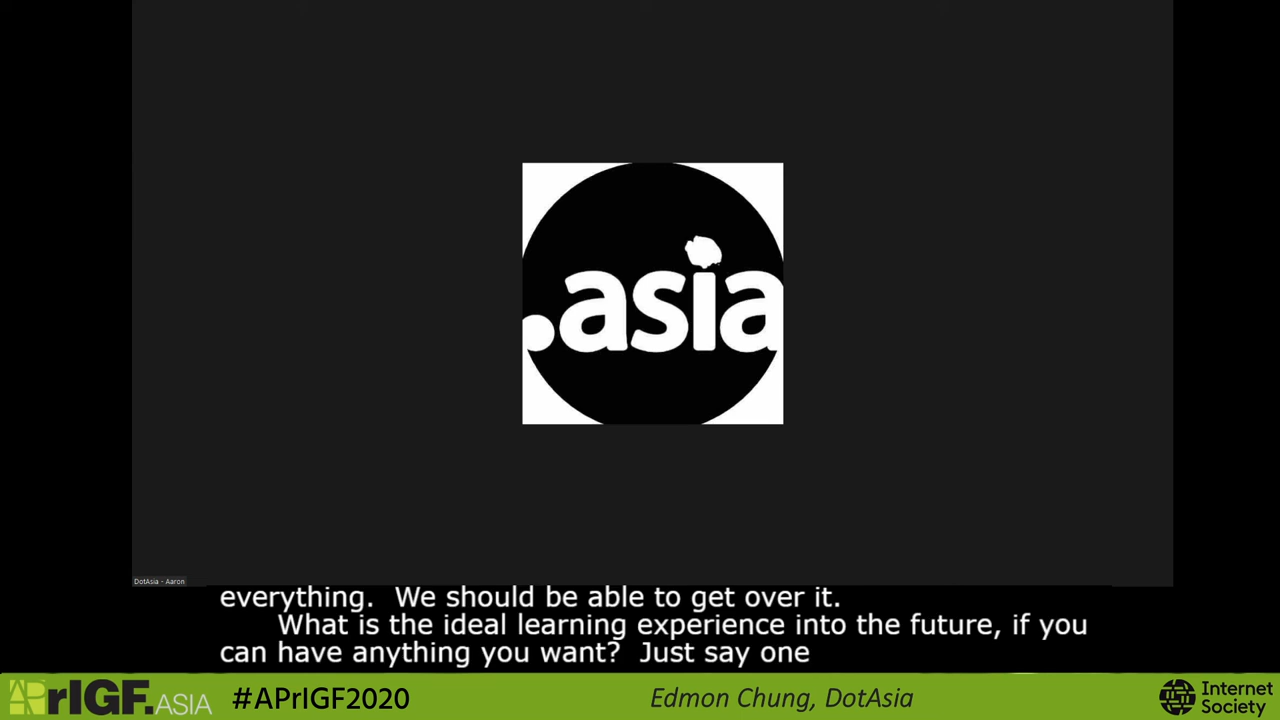 .asia
DotAsia - Aaron
everything. We should be able to get over it.
What is the ideal learning experience into the future, if you
can have anything you want? Just say one
APrIGF.ASIA
#APrIGF2020
Edmon Chung, DotAsia
Internet
Society